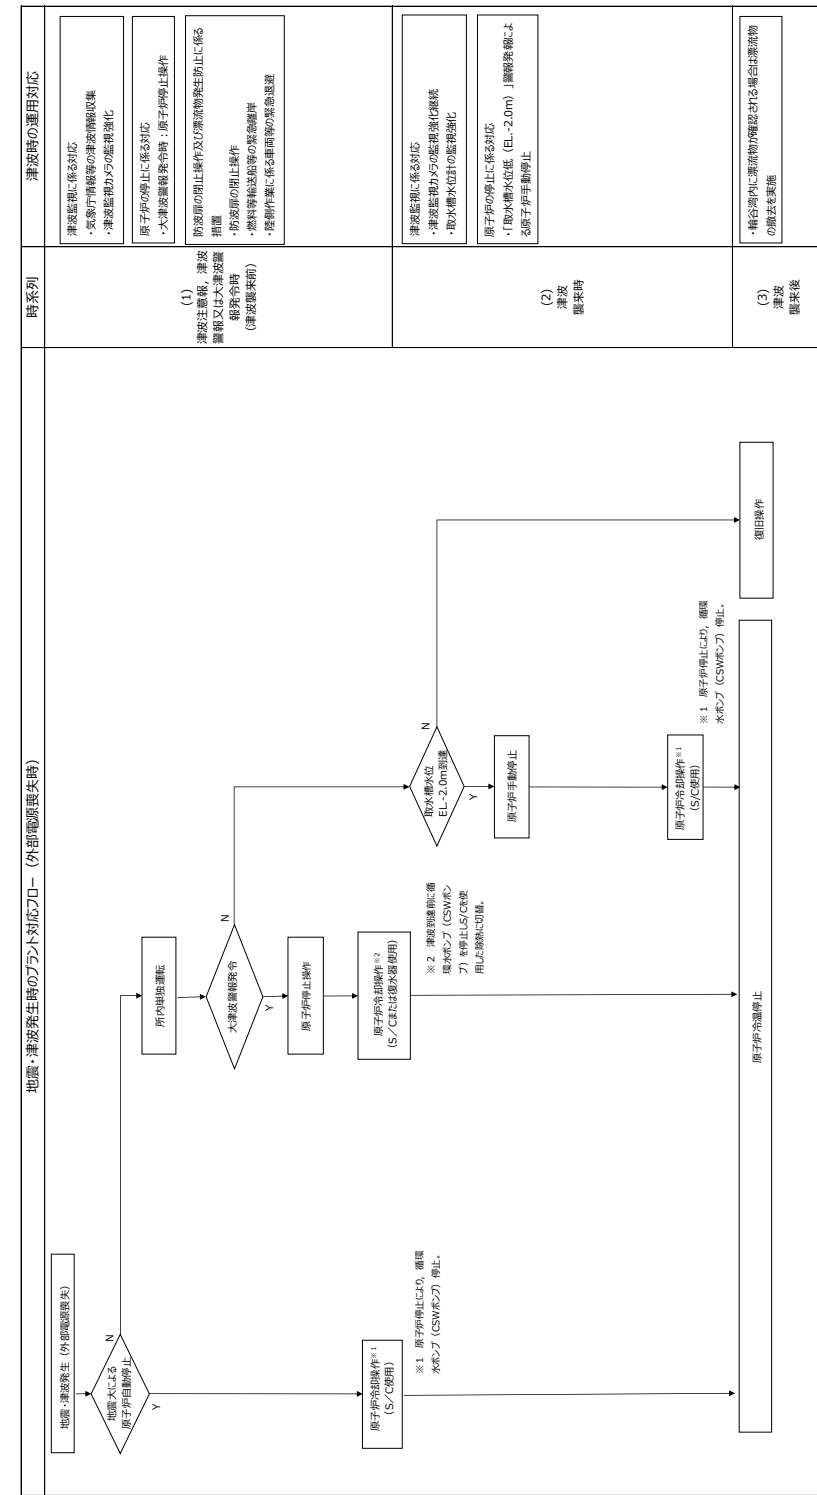 地震・津波発生時のプラント対応フロー（外部電源喪失時）
時系列
津波時の運用対応
地震・津波発生（外部電源喪失）
地震大による
原子炉自動停止
N
Y
所内単独運転
大津波警報発令
N
Y
原子炉停止操作
原子炉冷却操作※1
（S／C使用）
※１　原子炉停止により，循環
水ポンプ（CSWポンプ）停止。
原子炉冷却操作※2
（S／Cまたは復水器使用）
※２　津波到達前に循
環水ポンプ（CSWポン
プ）を停止しS/Cを使
用した除熱に切替。
取水槽水位
EL.-2.0m到達
N
Y
原子炉手動停止
原子炉冷却操作※1
（S/C使用）
※１　原子炉停止により，循環
水ポンプ（CSWポンプ）停止。
原子炉冷温停止
復旧操作
(1)
津波注意報，津波
警報又は大津波警
報発令時
（津波襲来前）
津波監視に係る対応
・気象庁情報等の津波情報収集
・津波監視カメラの監視強化
原子炉の停止に係る対応
・大津波警報発令時：原子炉停止操作
防波扉の閉止操作及び漂流物発生防止に係る
措置
・防波扉の閉止操作
・燃料等輸送船等の緊急離岸
・陸側作業に係る車両等の緊急退避
(2)
津波
襲来時
津波監視に係る対応
・津波監視カメラの監視強化継続
・取水槽水位計の監視強化
原子炉の停止に係る対応
・「取水槽水位低（EL.-2.0m）」警報発報によ
る原子炉手動停止
(3)
津波
襲来後
・輪谷湾内に漂流物が確認される場合は漂流物
の撤去を実施